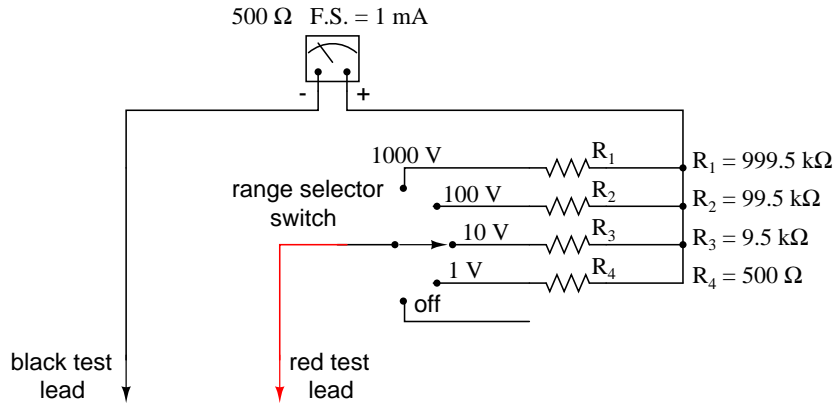 500 Ω F.S. = 1 mA
- +
1000 V R₁ R₁ = 999.5 kΩ
range selector 100 V R₂ R₂ = 99.5 kΩ
switch
10 V R₃ R₃ = 9.5 kΩ
1 V R₄ R₄ = 500 Ω
off
black test red test
lead lead